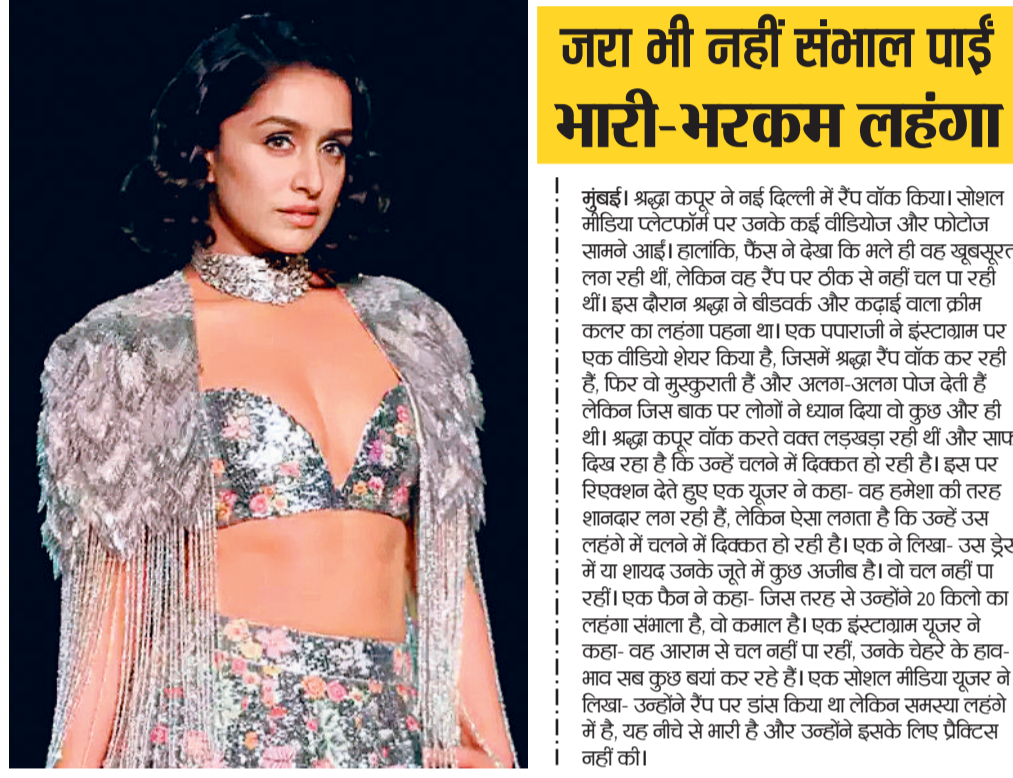 जरा भी नहीं संभाल पाईं
भारी-भरकम लहंगा
मुंबई। श्रद्धा कपूर ने नई दिल्ली में रैंप वॉक किया। सोशल
मीडिया प्लेटफॉर्म पर उनके कई वीडियोज और फोटोज
सामने आईं। हालांकि, फैंस ने देखा कि भले ही वह खूबसूरत
लग रही थीं, लेकिन वह रैंप पर ठीक से नहीं चल पा रही
थीं। इस दौरान श्रद्धा ने बीडवर्क और कढ़ाई वाला क्रीम
कलर का लहंगा पहना था। एक पपाराजी ने इंस्टाग्राम पर
एक वीडियो शेयर किया है, जिसमें श्रद्धा रैंप वॉक कर रही
हैं, फिर वो मुस्कुराती हैं और अलग-अलग पोज देती हैं
लेकिन जिस बाक पर लोगों ने ध्यान दिया वो कुछ और ही
थी। श्रद्धा कपूर वॉक करते वक्त लड़खड़ा रही थीं और साफ
दिख रहा है कि उन्हें चलने में दिक्कत हो रही है। इस पर
रिएक्शन देते हुए एक यूजर ने कहा- वह हमेशा की तरह
शानदार लग रही हैं, लेकिन ऐसा लगता है कि उन्हें उस
लहंगे में चलने में दिक्कत हो रही है। एक ने लिखा- उस ड्रेस
में या शायद उनके जूते में कुछ अजीब है। वो चल नहीं पा
रहीं। एक फैन ने कहा- जिस तरह से उन्होंने 20 किलो का
लहंगा संभाला है, वो कमाल है। एक इंस्टाग्राम यूजर ने
कहा- वह आराम से चल नहीं पा रहीं, उनके चेहरे के हाव-
भाव सब कुछ बयां कर रहे हैं। एक सोशल मीडिया यूजर ने
लिखा- उन्होंने रैंप पर डांस किया था लेकिन समस्या लहंगे
में है, यह नीचे से भारी है और उन्होंने इसके लिए प्रैक्टिस
नहीं की।